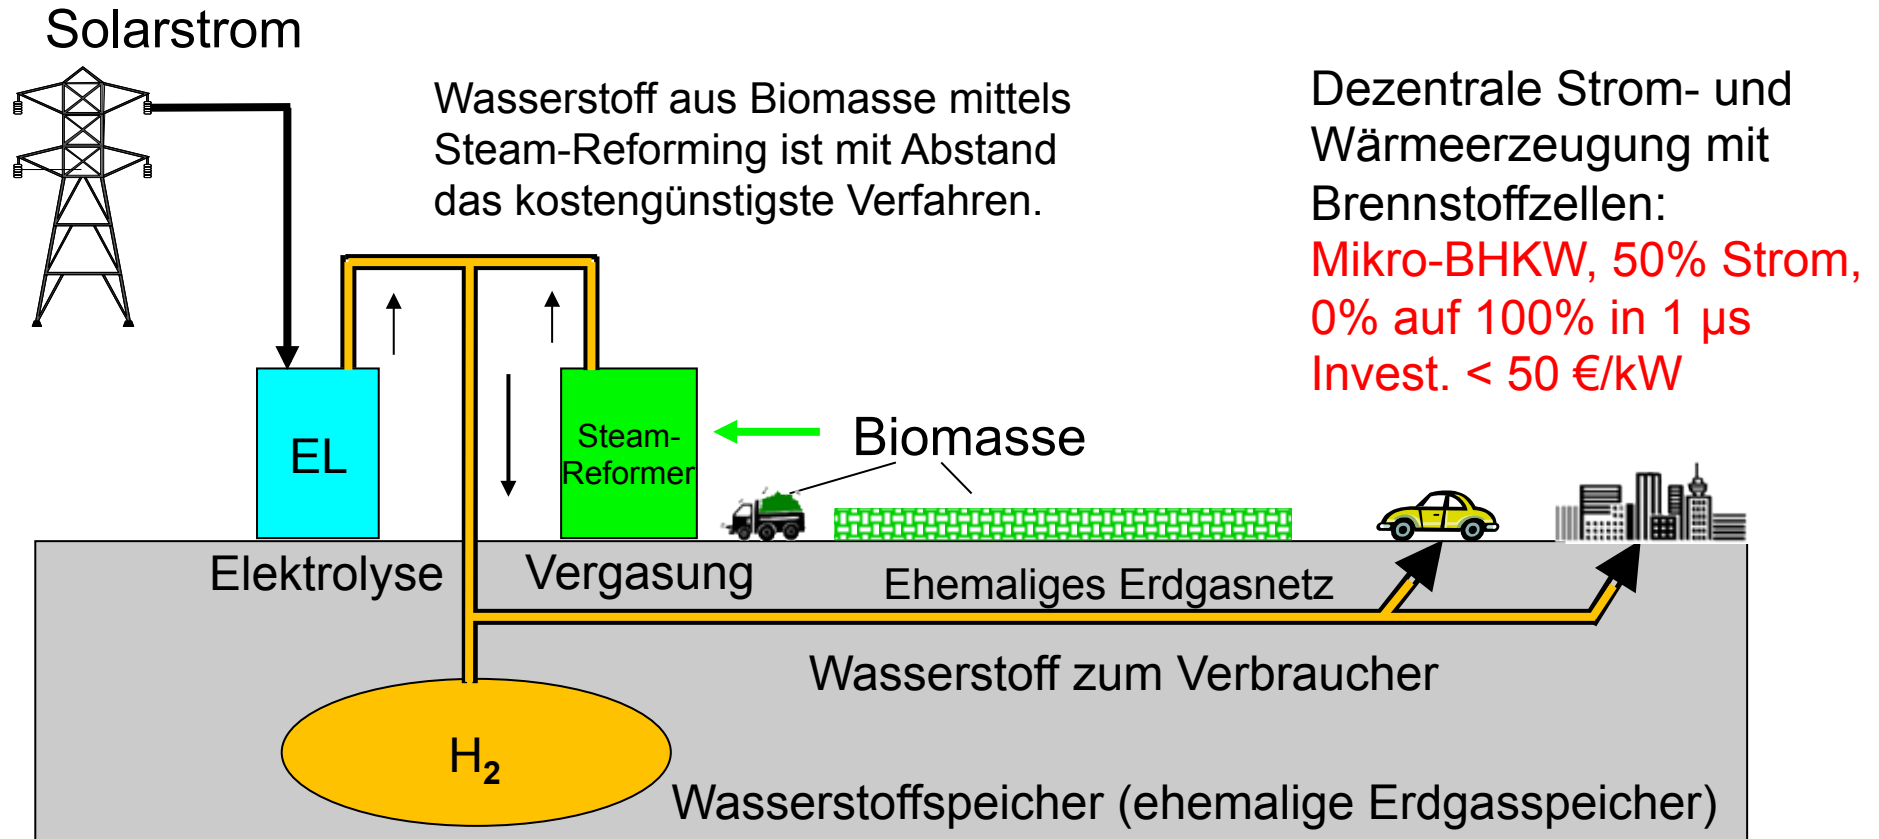 Solarstrom
Wasserstoff aus Biomasse mittels
Steam-Reforming ist mit Abstand
das kostengünstigste Verfahren.
Dezentrale Strom- und
Wärmeerzeugung mit
Brennstoffzellen:
Mikro-BHKW, 50% Strom,
0% auf 100% in 1 µs
Invest. < 50 €/kW
EL
Steam-
Reformer
Biomasse
Elektrolyse
Vergasung
Ehemaliges Erdgasnetz
Wasserstoff zum Verbraucher
H₂
Wasserstoffspeicher (ehemalige Erdgasspeicher)